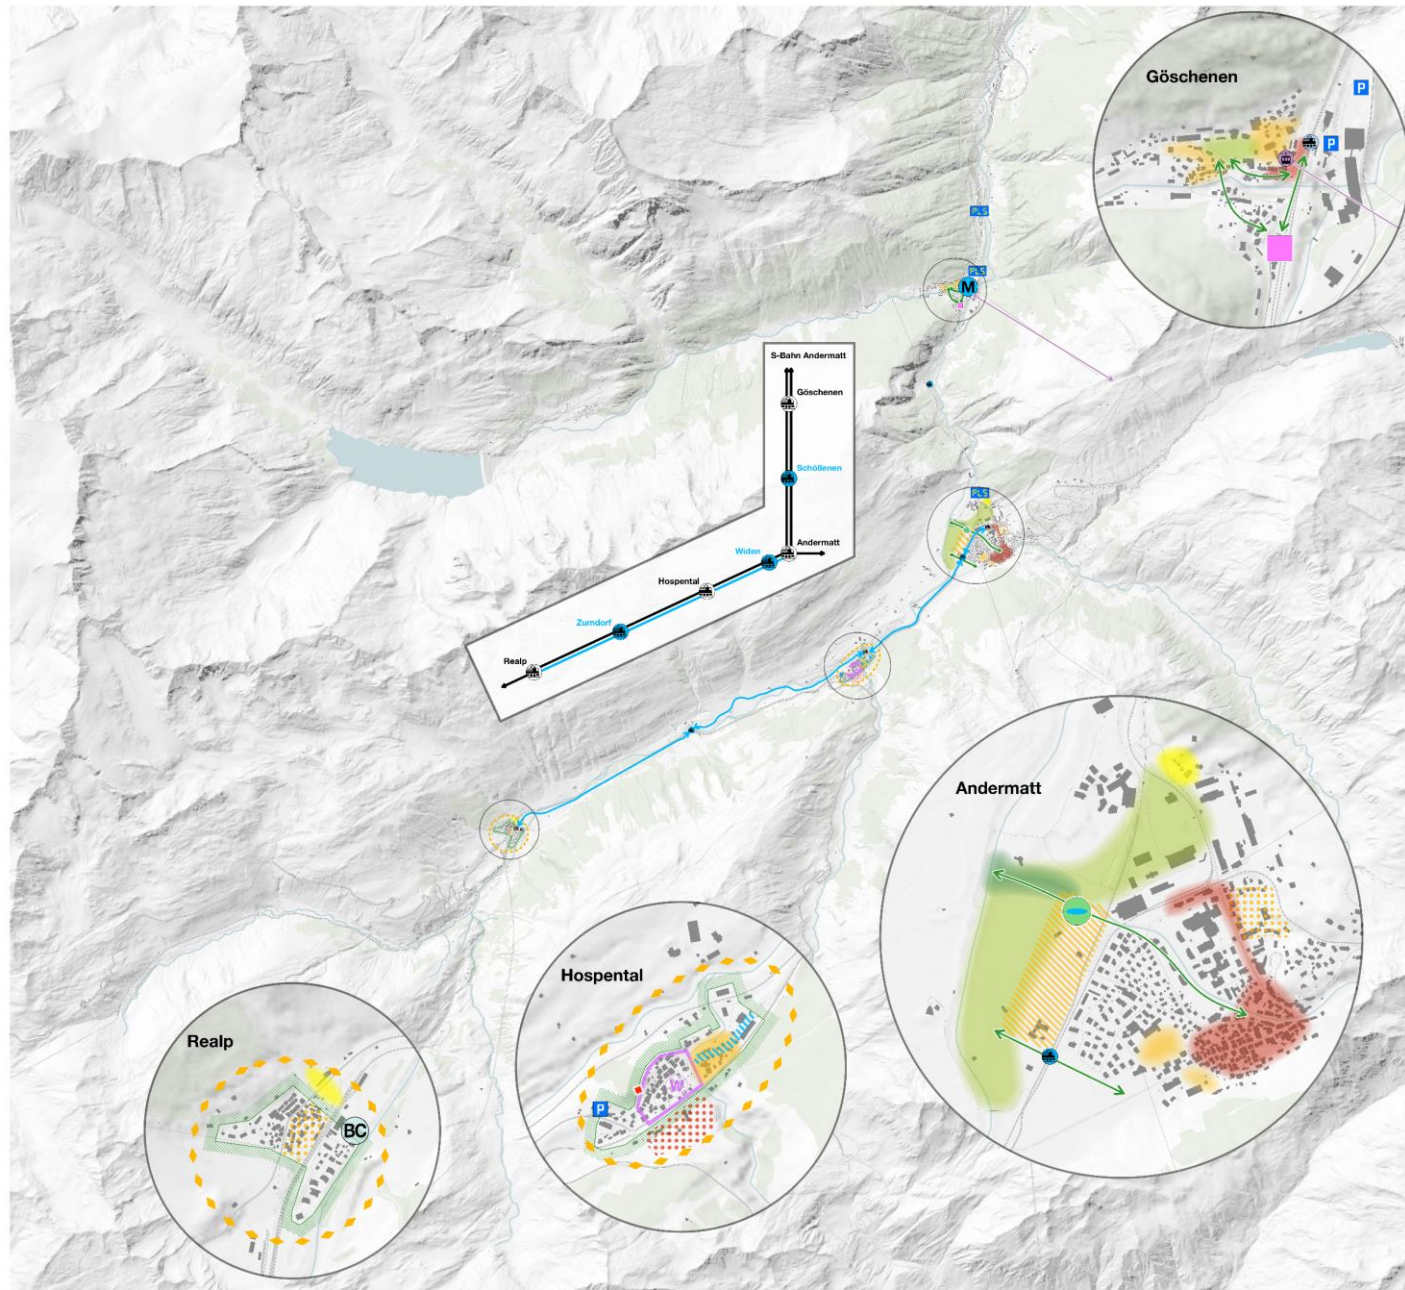 Göschenen
P
P
PLS
PLS
M
S-Bahn Andermatt
Göschenen
Schöllenen
Andermatt
Widen
Hospental
Zumdorf
Realp
PLS
Andermatt
Hospental
W
P
Realp
BC